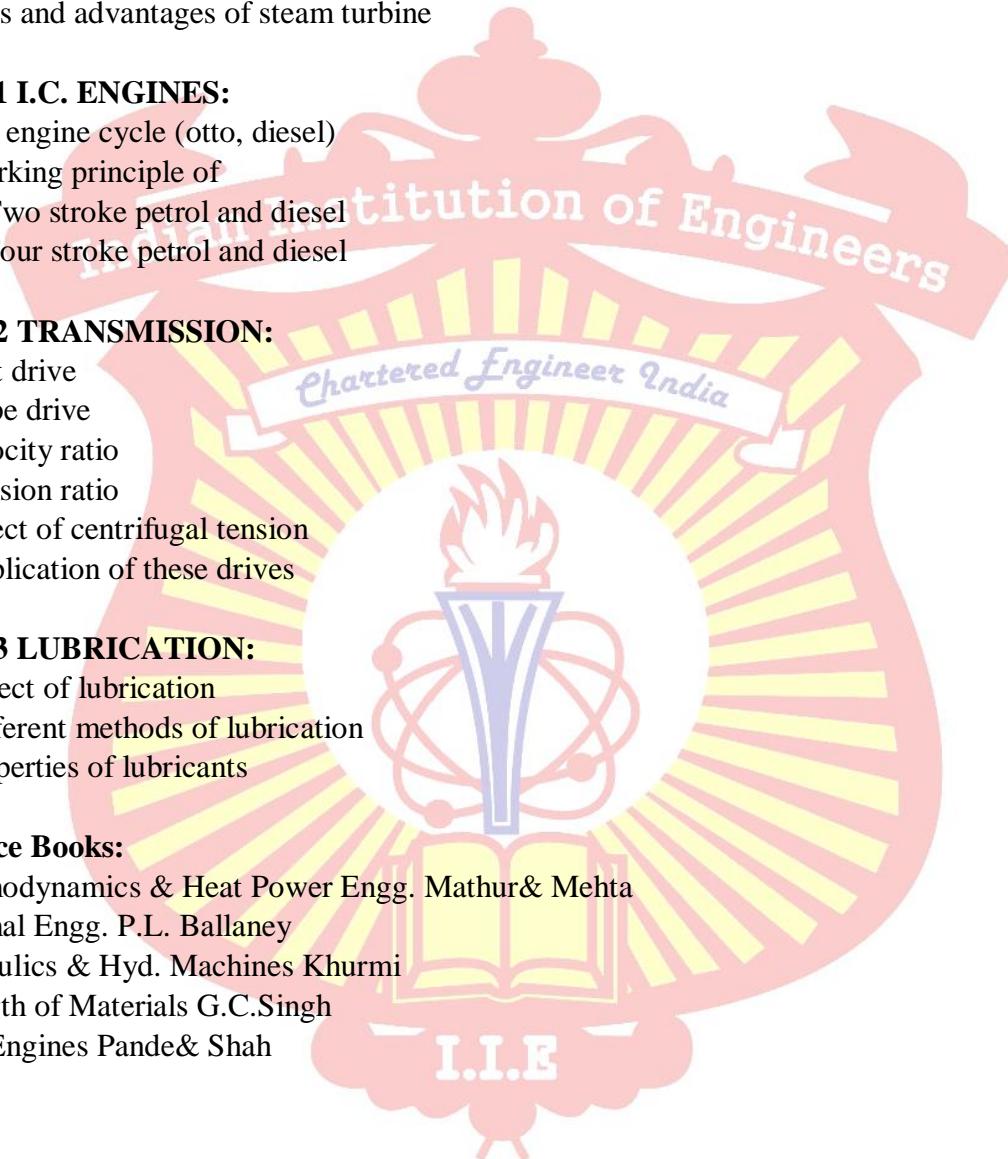 s and advantages of steam turbine
1 I.C. ENGINES:
engine cycle (otto, diesel)
rking principle of
Two stroke petrol and diesel
our stroke petrol and diesel
2 TRANSMISSION:
t drive
pe drive
ocity ratio
sion ratio
ect of centrifugal tension
plication of these drives
3 LUBRICATION:
ect of lubrication
ferent methods of lubrication
perties of lubricants
ce Books:
nodynamics & Heat Power Engg. Mathur& Mehta
nal Engg. P.L. Ballaney
ulics & Hyd. Machines Khurmi
th of Materials G.C.Singh
Engines Pande& Shah
Indian Institution of Engineers
Chartered Engineer India
I.I.E